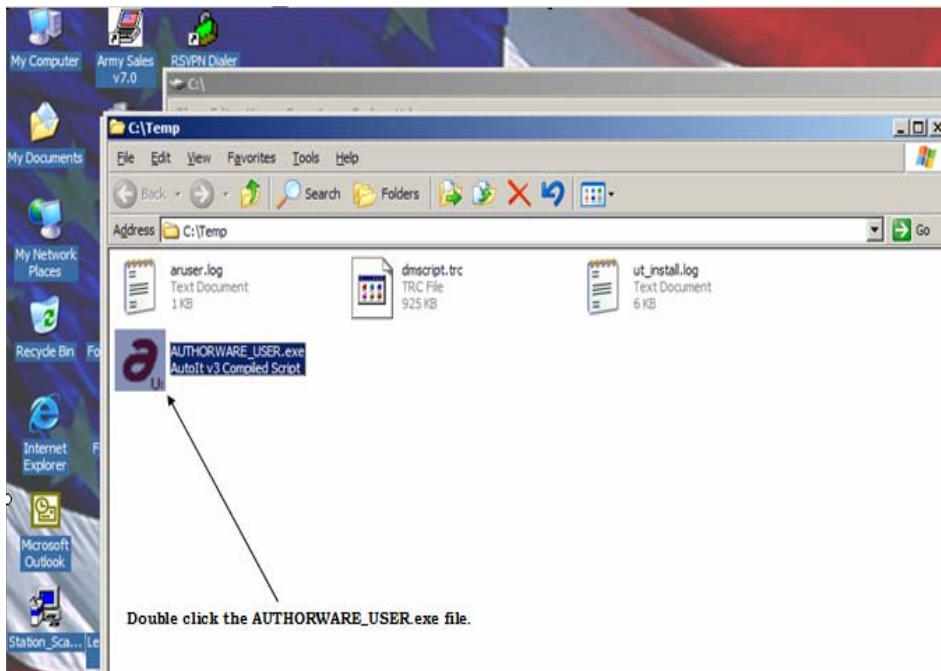 My Computer
Army Sales
v7.0
RSVPN Dialer
C:\
C:\Temp
My Documents
File Edit View Favorites Tools Help
Back Search Folders
Address C:\Temp Go
My Network
Places
aruser.log
Text Document
1 KB
dmscript.trc
TRC File
925 KB
ut_install.log
Text Document
6 KB
Recycle Bin
Fo
a
AUTHORWARE_USER.exe
AutoIt v3 Compiled Script
Internet
Explorer
F
Microsoft
Outlook
Double click the AUTHORWARE_USER.exe file.
Station_Sca...
Le